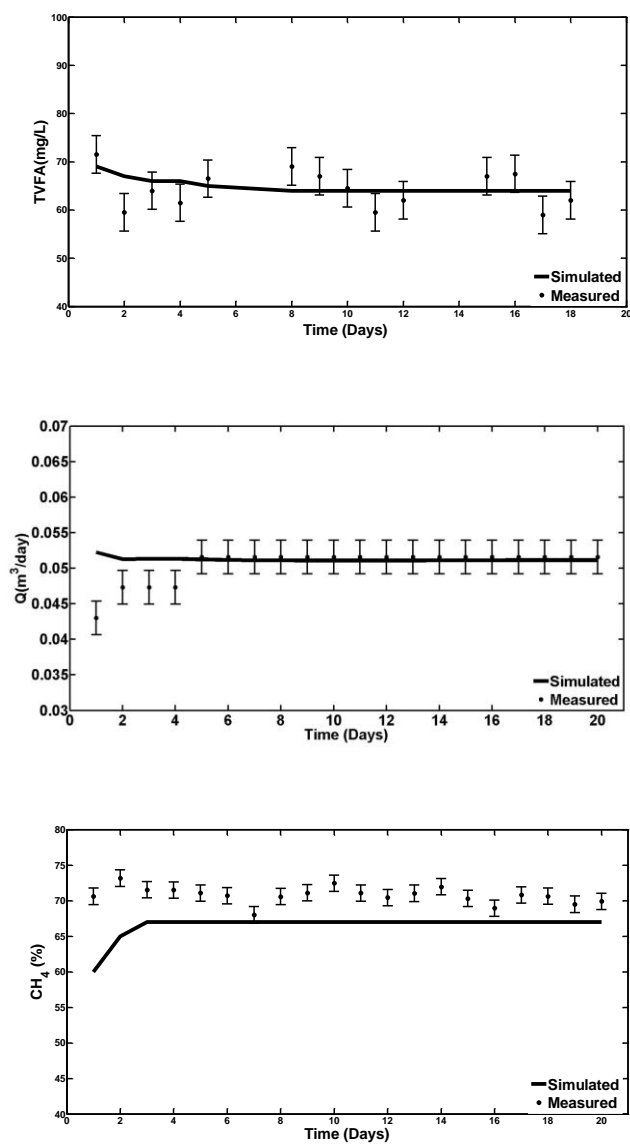 100
90
80
70
60
50
40
TVFA(mg/L)
Simulated
Measured
0 2 4 6 8 10 12 14 16 18 20
Time (Days)
0.07
0.065
0.06
0.055
0.05
0.045
0.04
0.035
0.03
Q(m³/day)
Simulated
Measured
0 2 4 6 8 10 12 14 16 18 20
Time (Days)
80
75
70
65
60
55
50
45
40
CH₄ (%)
Simulated
Measured
0 2 4 6 8 10 12 14 16 18 20
Time (Days)